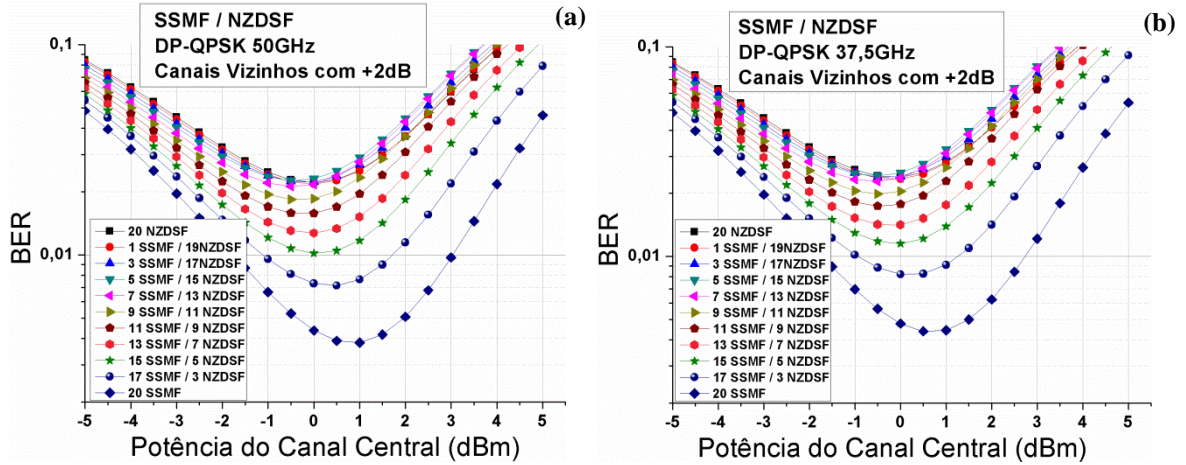 (a)
SSMF / NZDSF
DP-QPSK 50GHz
Canais Vizinhos com +2dB
0,1
0,01
BER
20 NZDSF
1 SSMF / 19NZDSF
3 SSMF / 17NZDSF
5 SSMF / 15 NZDSF
7 SSMF / 13 NZDSF
9 SSMF / 11 NZDSF
11 SSMF / 9 NZDSF
13 SSMF / 7 NZDSF
15 SSMF / 5 NZDSF
17 SSMF / 3 NZDSF
20 SSMF
-5 -4 -3 -2 -1 0 1 2 3 4 5
Potência do Canal Central (dBm)
(b)
SSMF / NZDSF
DP-QPSK 37,5GHz
Canais Vizinhos com +2dB
0,1
0,01
BER
20 NZDSF
1 SSMF / 19NZDSF
3 SSMF / 17NZDSF
5 SSMF / 15 NZDSF
7 SSMF / 13 NZDSF
9 SSMF / 11 NZDSF
11 SSMF / 9 NZDSF
13 SSMF / 7 NZDSF
15 SSMF / 5 NZDSF
17 SSMF / 3 NZDSF
20 SSMF
-5 -4 -3 -2 -1 0 1 2 3 4 5
Potência do Canal Central (dBm)